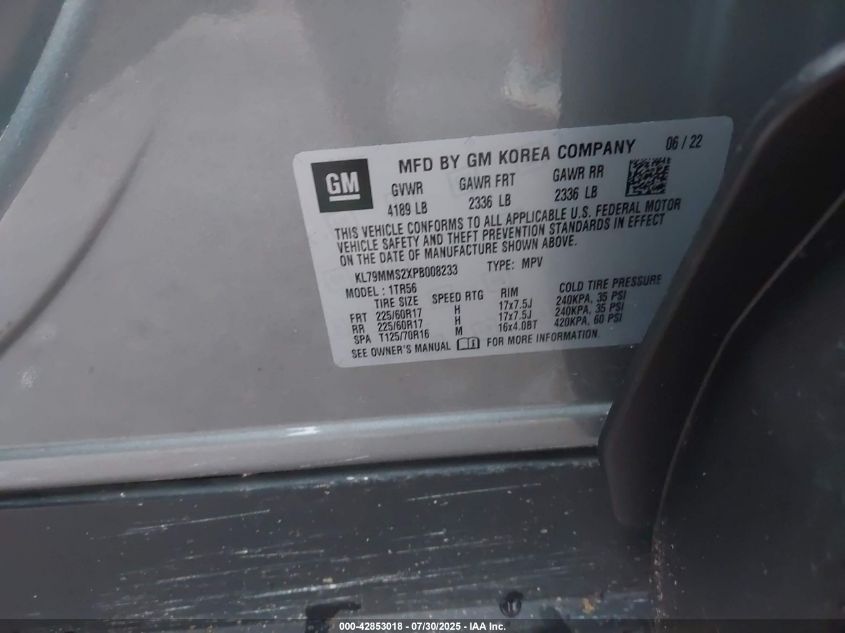 GM
MFD BY GM KOREA COMPANY 06 / 22
GVWR GAWR FRT GAWR RR
4189 LB 2336 LB 2336 LB
THIS VEHICLE CONFORMS TO ALL APPLICABLE U.S. FEDERAL MOTOR
VEHICLE SAFETY AND THEFT PREVENTION STANDARDS IN EFFECT
ON THE DATE OF MANUFACTURE SHOWN ABOVE.
KL79MMS2XPB008233 TYPE: MPV
MODEL: 1TR56
TIRE SIZE SPEED RTG RIM COLD TIRE PRESSURE
FRT 225/60R17 H 17x7.5J 240KPA, 35 PSI
RR 225/60R17 H 17x7.5J 240KPA, 35 PSI
SPA T125/70R16 M 16x4.0BT 420KPA, 60 PSI
SEE OWNER'S MANUAL FOR MORE INFORMATION.
000-42853018 - 07/30/2025 - IAA Inc.